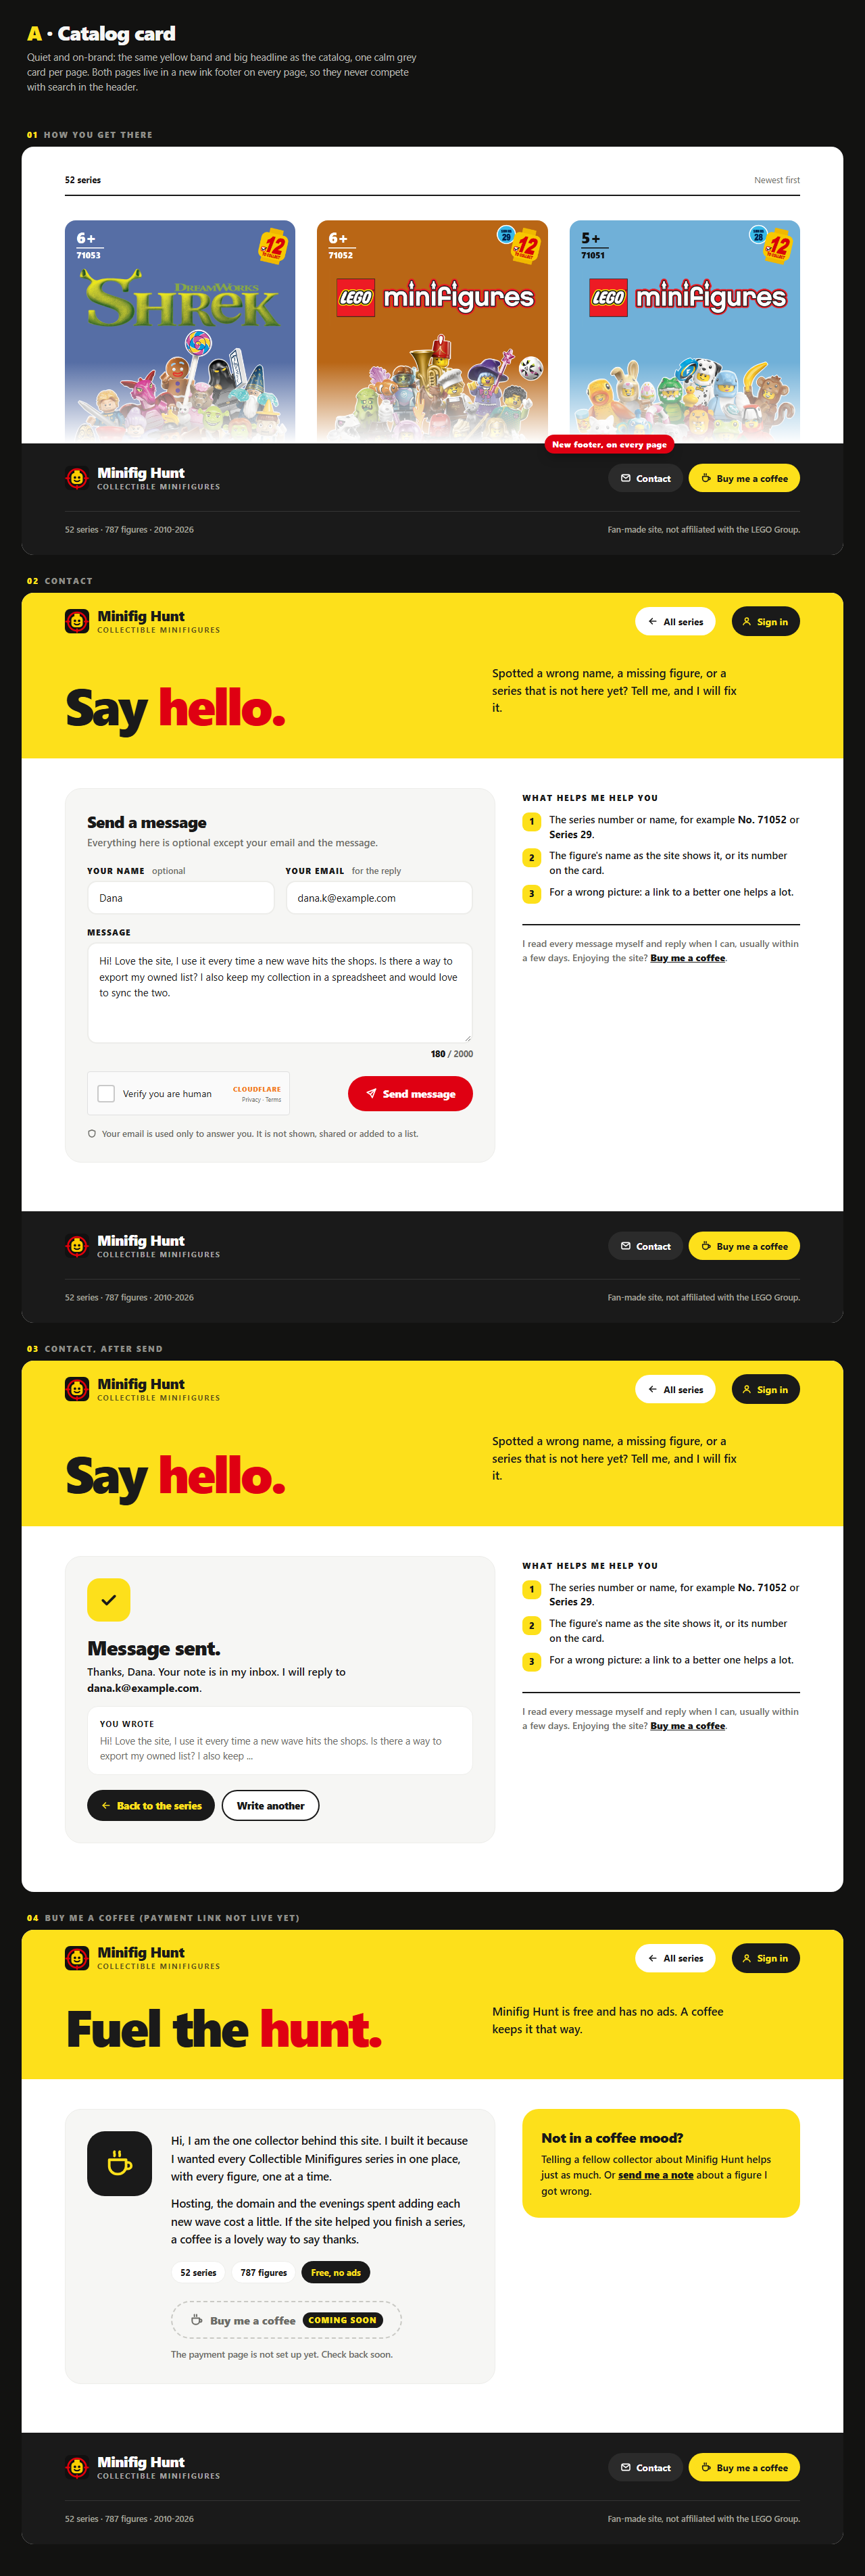 A · Catalog card
Quiet and on-brand: the same yellow band and big headline as the catalog, one calm grey
card per page. Both pages live in a new ink footer on every page, so they never compete
with search in the header.
01 HOW YOU GET THERE
52 series
Newest first
6+
71053
12
DREAMWORKS
SHREK
6+
71052
29
12
LEGO minifigures
5+
71051
28
12
LEGO minifigures
New footer, on every page
Minifig Hunt
COLLECTIBLE MINIFIGURES
Contact
Buy me a coffee
52 series · 787 figures · 2010-2026
Fan-made site, not affiliated with the LEGO Group.
02 CONTACT
Minifig Hunt
COLLECTIBLE MINIFIGURES
All series
Sign in
Say hello.
Spotted a wrong name, a missing figure, or a
series that is not here yet? Tell me, and I will fix
it.
Send a message
Everything here is optional except your email and the message.
YOUR NAME optional
YOUR EMAIL for the reply
Dana
dana.k@example.com
MESSAGE
Hi! Love the site, I use it every time a new wave hits the shops. Is there a way to
export my owned list? I also keep my collection in a spreadsheet and would love
to sync the two.
180 / 2000
Verify you are human
CLOUDFLARE
Privacy · Terms
Send message
Your email is used only to answer you. It is not shown, shared or added to a list.
WHAT HELPS ME HELP YOU
1 The series number or name, for example No. 71052 or
Series 29.
2 The figure's name as the site shows it, or its number
on the card.
3 For a wrong picture: a link to a better one helps a lot.
I read every message myself and reply when I can, usually within
a few days. Enjoying the site? Buy me a coffee.
Minifig Hunt
COLLECTIBLE MINIFIGURES
Contact
Buy me a coffee
52 series · 787 figures · 2010-2026
Fan-made site, not affiliated with the LEGO Group.
03 CONTACT, AFTER SEND
Minifig Hunt
COLLECTIBLE MINIFIGURES
All series
Sign in
Say hello.
Spotted a wrong name, a missing figure, or a
series that is not here yet? Tell me, and I will fix
it.
Message sent.
Thanks, Dana. Your note is in my inbox. I will reply to
dana.k@example.com.
YOU WROTE
Hi! Love the site, I use it every time a new wave hits the shops. Is there a way to
export my owned list? I also keep ...
Back to the series
Write another
WHAT HELPS ME HELP YOU
1 The series number or name, for example No. 71052 or
Series 29.
2 The figure's name as the site shows it, or its number
on the card.
3 For a wrong picture: a link to a better one helps a lot.
I read every message myself and reply when I can, usually within
a few days. Enjoying the site? Buy me a coffee.
04 BUY ME A COFFEE (PAYMENT LINK NOT LIVE YET)
Minifig Hunt
COLLECTIBLE MINIFIGURES
All series
Sign in
Fuel the hunt.
Minifig Hunt is free and has no ads. A coffee
keeps it that way.
Hi, I am the one collector behind this site. I built it because
I wanted every Collectible Minifigures series in one place,
with every figure, one at a time.
Hosting, the domain and the evenings spent adding each
new wave cost a little. If the site helped you finish a series,
a coffee is a lovely way to say thanks.
52 series
787 figures
Free, no ads
Buy me a coffee COMING SOON
The payment page is not set up yet. Check back soon.
Not in a coffee mood?
Telling a fellow collector about Minifig Hunt helps
just as much. Or send me a note about a figure I
got wrong.
Minifig Hunt
COLLECTIBLE MINIFIGURES
Contact
Buy me a coffee
52 series · 787 figures · 2010-2026
Fan-made site, not affiliated with the LEGO Group.